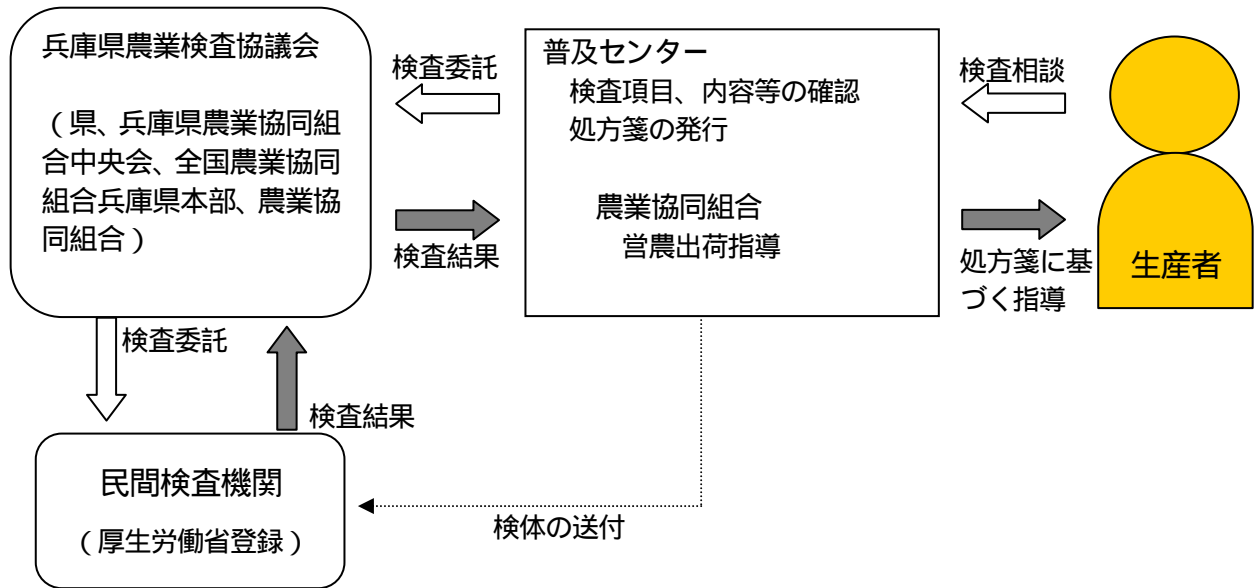 兵庫県農業検査協議会
（県、兵庫県農業協同組
合中央会、全国農業協同
組合兵庫県本部、農業協
同組合）
検査委託
検査結果
普及センター
検査項目、内容等の確認
処方箋の発行
農業協同組合
営農出荷指導
検査相談
処方箋に基
づく指導
生産者
検査委託
検査結果
民間検査機関
（厚生労働省登録）
検体の送付